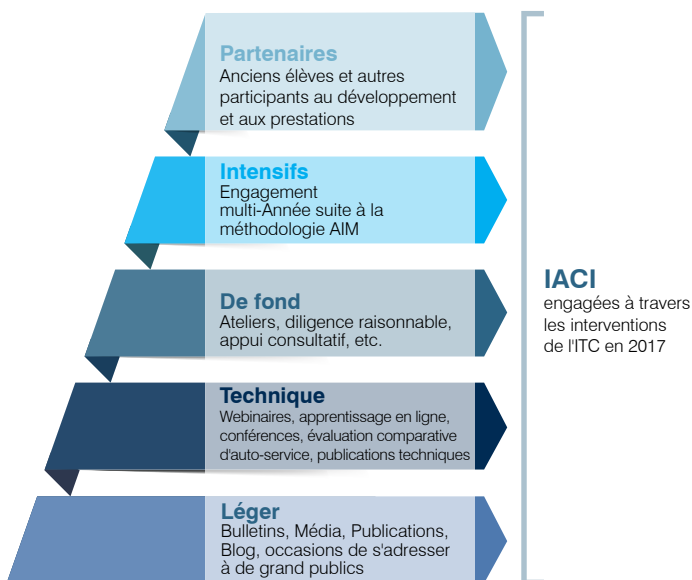 Partenaires
Anciens élèves et autres
participants au développement
et aux prestations
Intensifs
Engagement
multi-Année suite à la
méthodologie AIM
De fond
Ateliers, diligence raisonnable,
appui consultatif, etc.
Technique
Webinaires, apprentissage en ligne,
conférences, évaluation comparative
d'auto-service, publications techniques
Léger
Bulletins, Média, Publications,
Blog, occasions de s'adresser
à de grand publics
IACI
engagées à travers
les interventions
de l'ITC en 2017